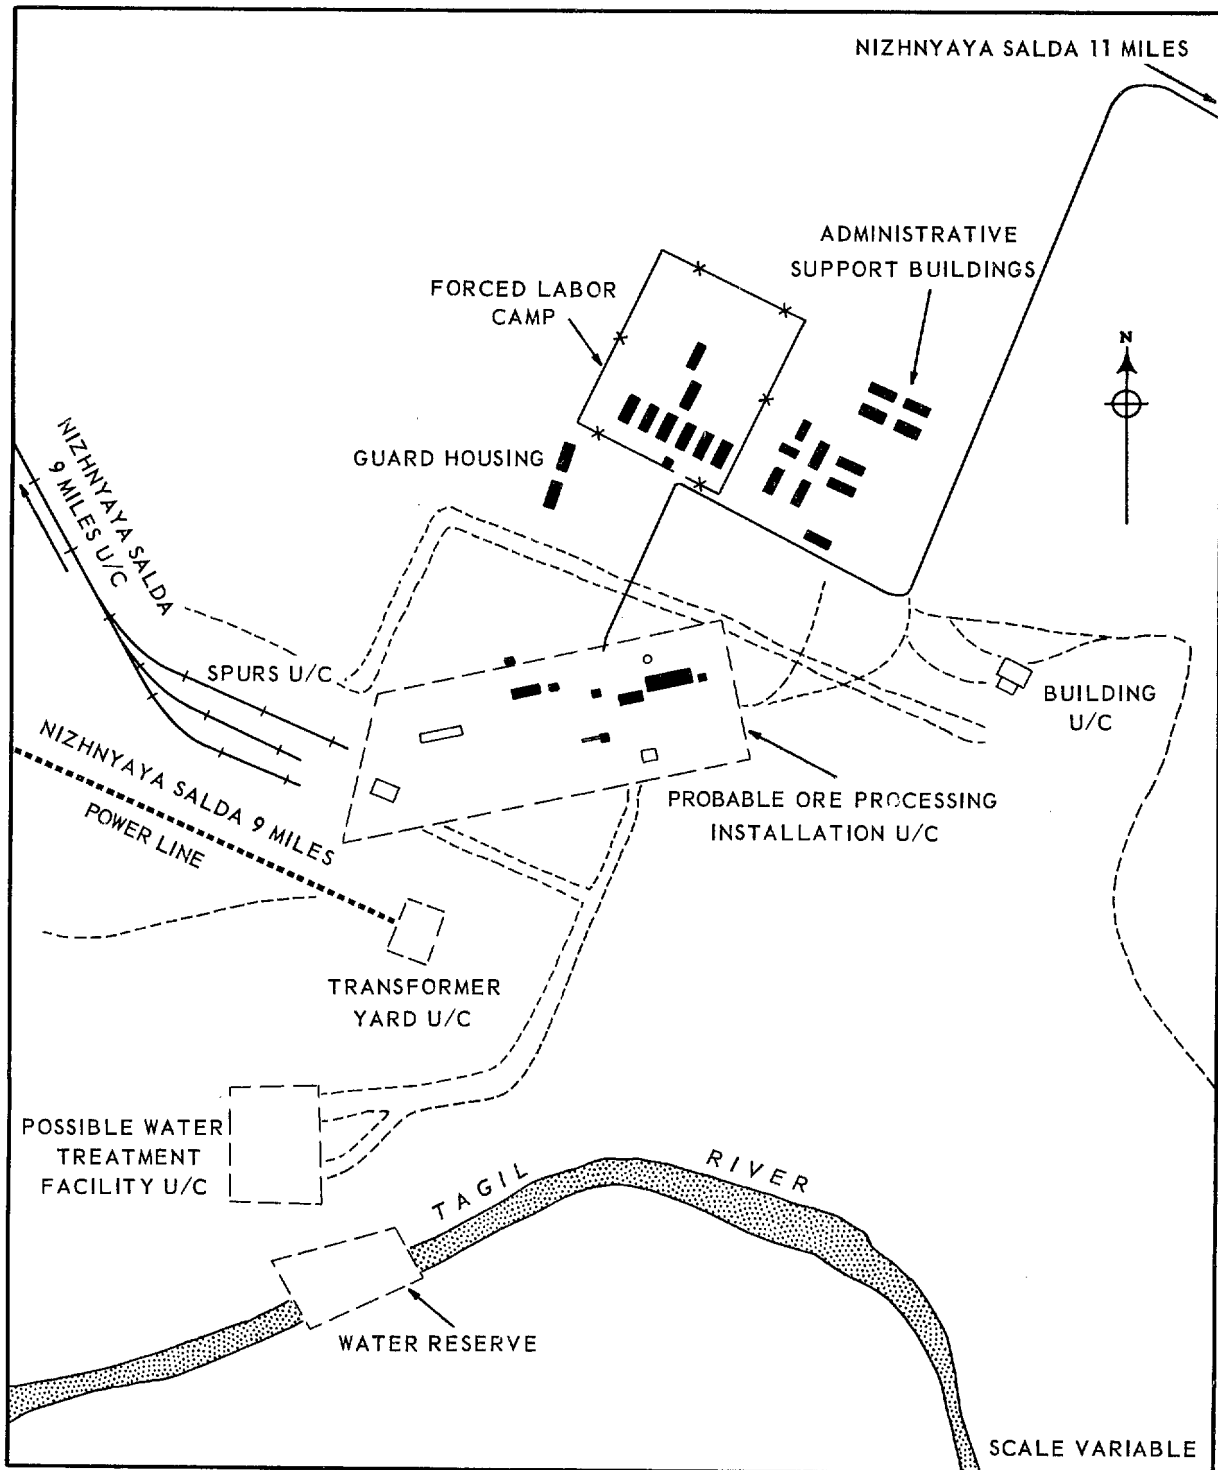 NIZHNYAYA SALDA 11 MILES
ADMINISTRATIVE
SUPPORT BUILDINGS
FORCED LABOR
CAMP
N
GUARD HOUSING
NIZHNYAYA SALDA
9 MILES U/C
SPURS U/C
BUILDING
U/C
NIZHNYAYA SALDA 9 MILES
POWER LINE
PROBABLE ORE PROCESSING
INSTALLATION U/C
TRANSFORMER
YARD U/C
POSSIBLE WATER
TREATMENT
FACILITY U/C
TAGIL RIVER
WATER RESERVE
SCALE VARIABLE